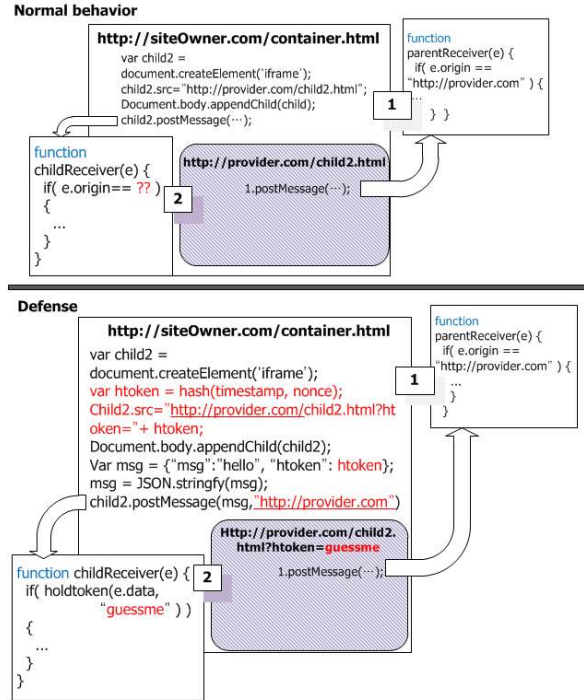 Normal behavior
http://siteOwner.com/container.html
var child2 =
document.createElement('iframe');
child2.src="http://provider.com/child2.html";
Document.body.appendChild(child);
child2.postMessage(…);
function
parentReceiver(e) {
if( e.origin ==
"http://provider.com" ) {
...
} }
1
function
childReceiver(e) {
if( e.origin== ?? )
{
...
}
}
2
http://provider.com/child2.html
1.postMessage(…);
Defense
http://siteOwner.com/container.html
var child2 =
document.createElement('iframe');
var htoken = hash(timestamp, nonce);
Child2.src="http://provider.com/child2.html?ht
oken="+ htoken;
Document.body.appendChild(child2);
Var msg = {"msg":"hello", "htoken": htoken};
msg = JSON.stringfy(msg);
child2.postMessage(msg,"http://provider.com")
function
parentReceiver(e) {
if( e.origin ==
"http://provider.com" ) {
...
}
}
1
Http://provider.com/child2.
html?htoken=guessme
1.postMessage(…);
function childReceiver(e) {
if( holdtoken(e.data,
"guessme" ) )
{
...
}
}
2